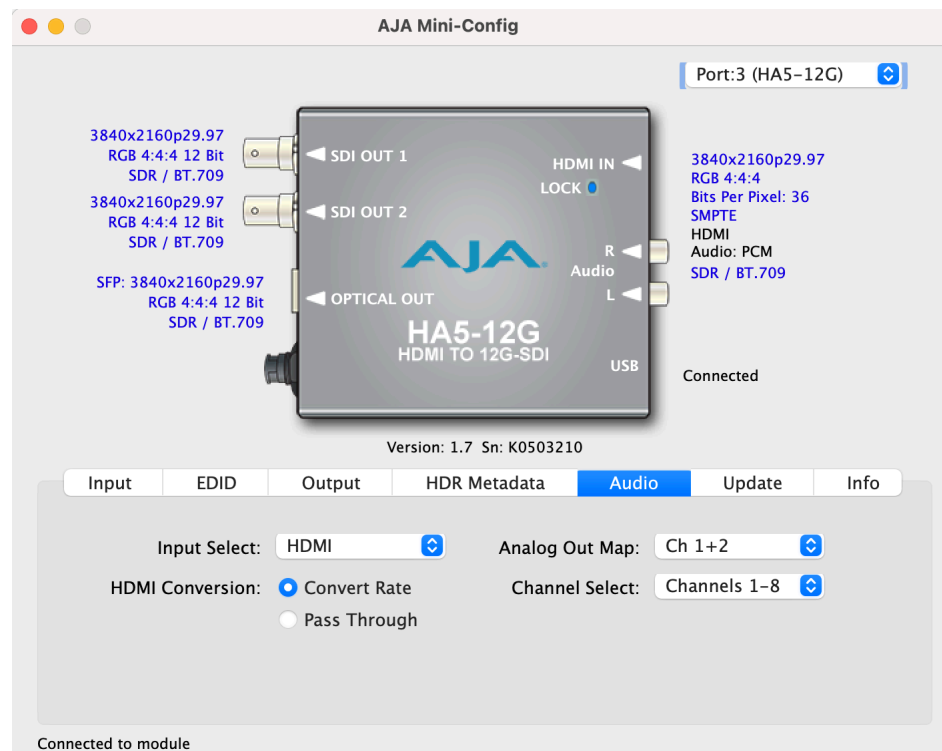 AJA Mini-Config
Port:3 (HA5-12G)
3840x2160p29.97
RGB 4:4:4 12 Bit
SDR / BT.709
3840x2160p29.97
RGB 4:4:4 12 Bit
SDR / BT.709
SFP: 3840x2160p29.97
RGB 4:4:4 12 Bit
SDR / BT.709
SDI OUT 1
SDI OUT 2
OPTICAL OUT
HDMI IN
LOCK
AJA
R
Audio
L
HA5-12G
HDMI TO 12G-SDI
USB
3840x2160p29.97
RGB 4:4:4
Bits Per Pixel: 36
SMPTE
HDMI
Audio: PCM
SDR / BT.709
Connected
Version: 1.7 Sn: K0503210
Input EDID Output HDR Metadata Audio Update Info
Input Select: HDMI Analog Out Map: Ch 1+2
HDMI Conversion: Convert Rate Channel Select: Channels 1-8
Pass Through
Connected to module